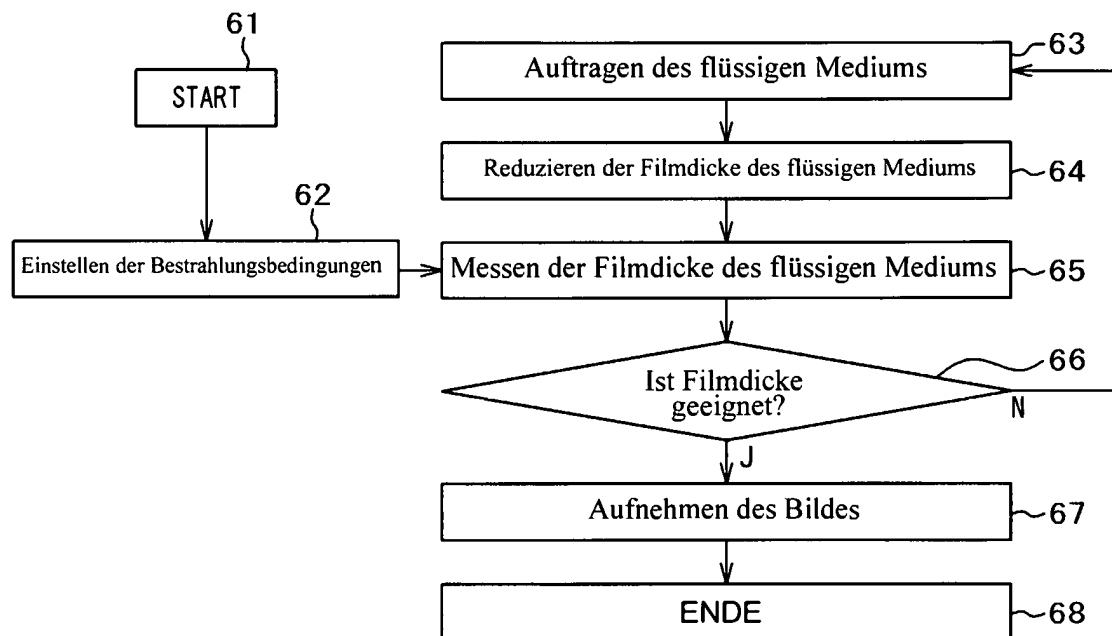 61
START
62
Einstellen der Bestrahlungsbedingungen
63
Auftragen des flüssigen Mediums
Reduzieren der Filmdicke des flüssigen Mediums
64
Messen der Filmdicke des flüssigen Mediums
65
66
Ist Filmdicke
geeignet?
N
J
Aufnehmen des Bildes
67
ENDE
68